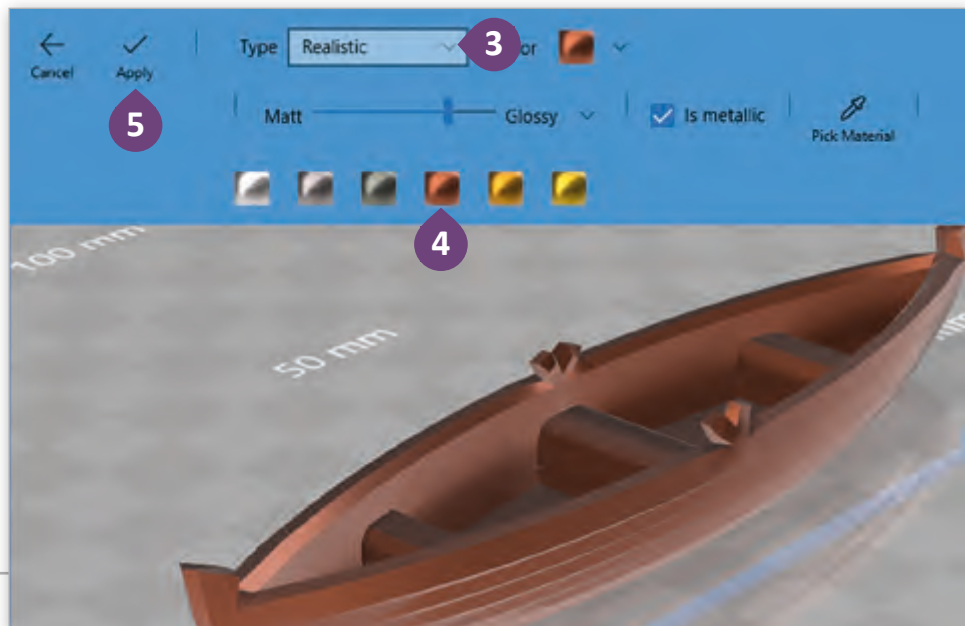 Type Realistic 3 or
Cancel Apply
5 Matt Glossy Is metallic Pick Material
4
100 mm
50 mm